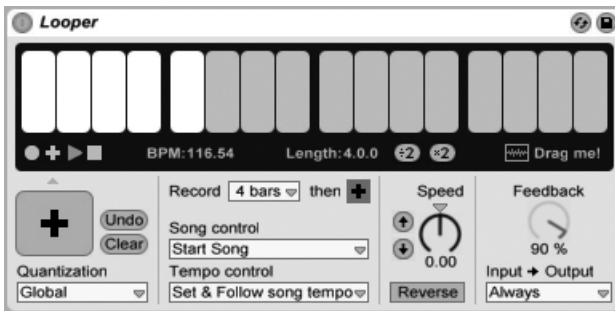 Looper
BPM:116.54 Length:4.0.0 ÷2 ×2 Drag me!
Record 4 bars then +
Undo
Clear
Song control
Start Song
Quantization
Global
Tempo control
Set & Follow song tempo
Speed
0.00
Reverse
Feedback
90 %
Input → Output
Always